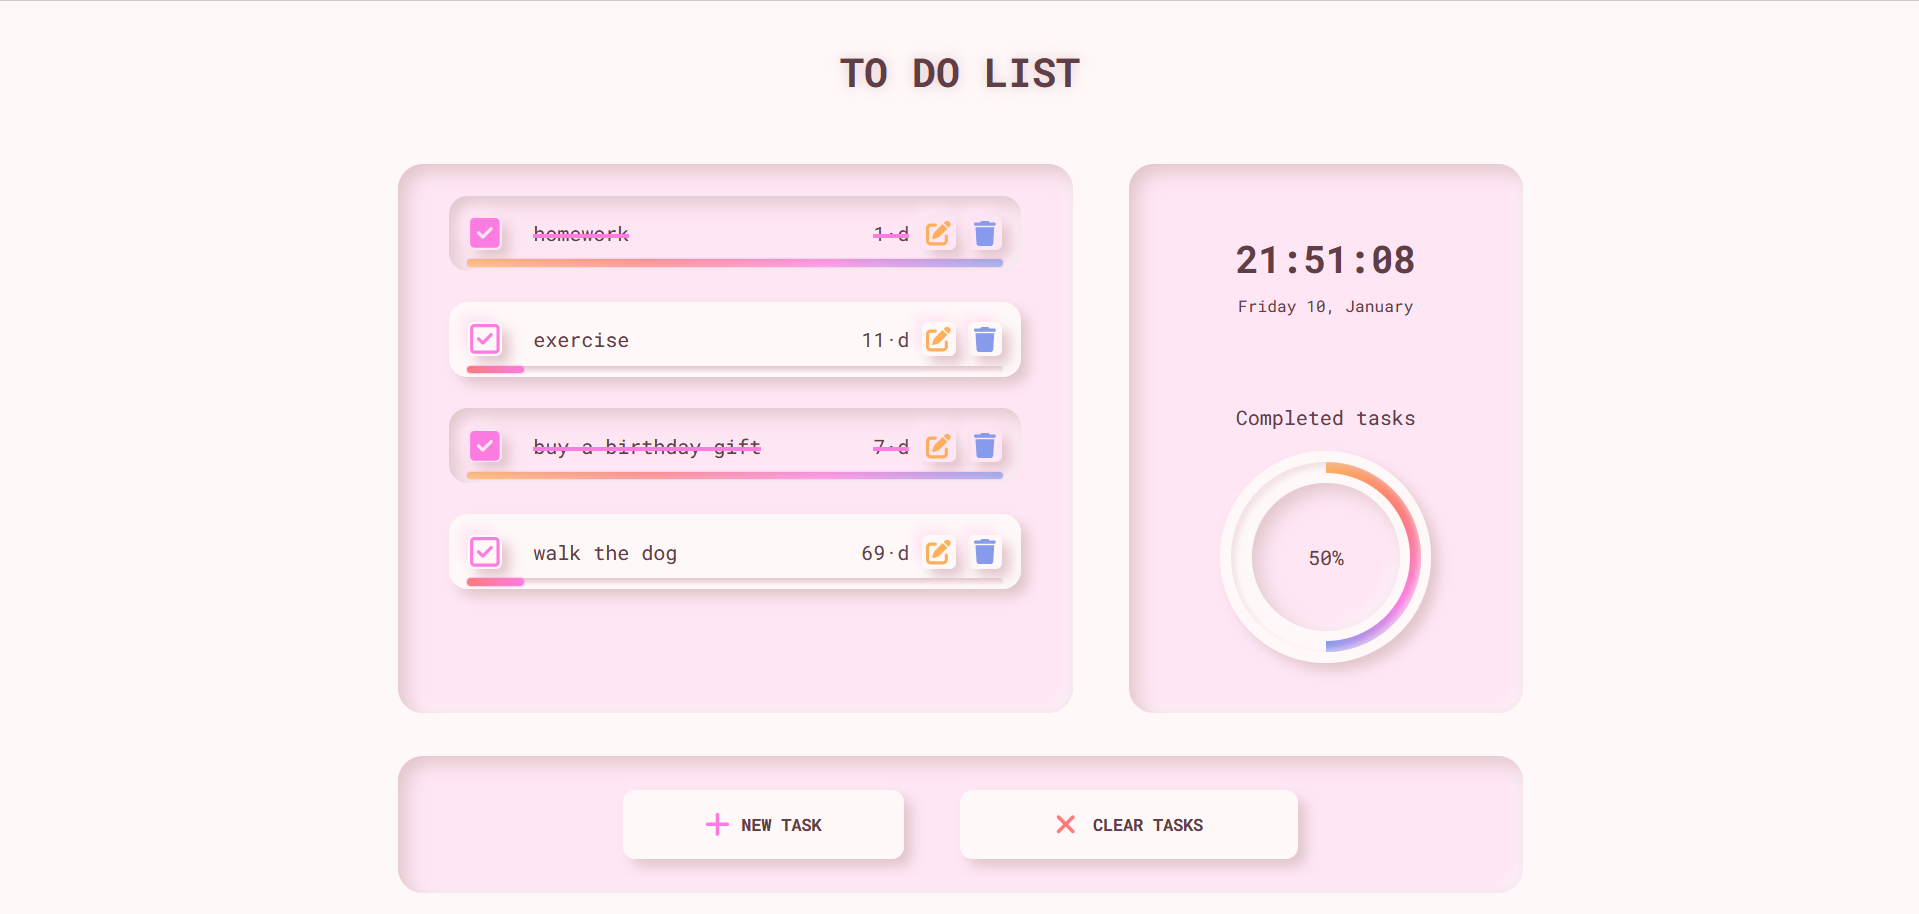 TO DO LIST
homework 1·d
exercise 11·d
buy a birthday gift 7·d
walk the dog 69·d
21:51:08
Friday 10, January
Completed tasks
50%
NEW TASK
CLEAR TASKS